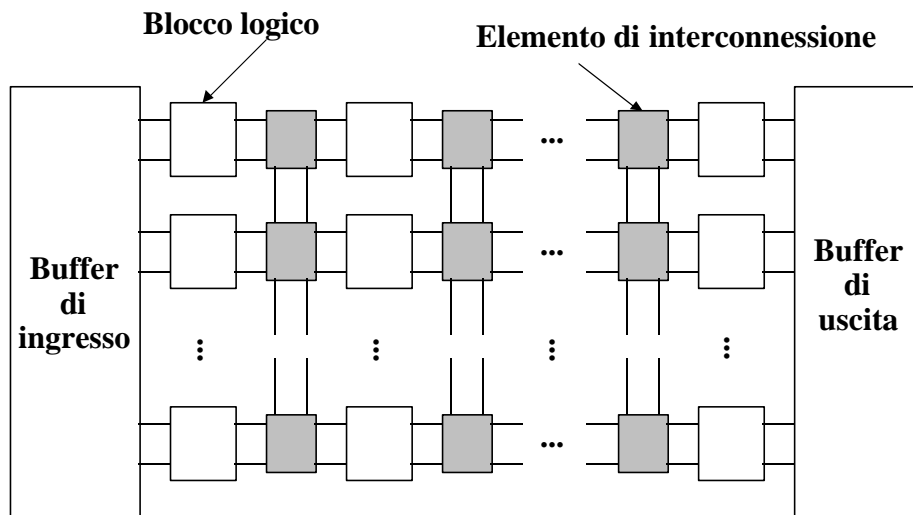 Blocco logico
Elemento di interconnessione
Buffer
di
ingresso
...
...
...
...
...
...
...
...
Buffer
di
uscita